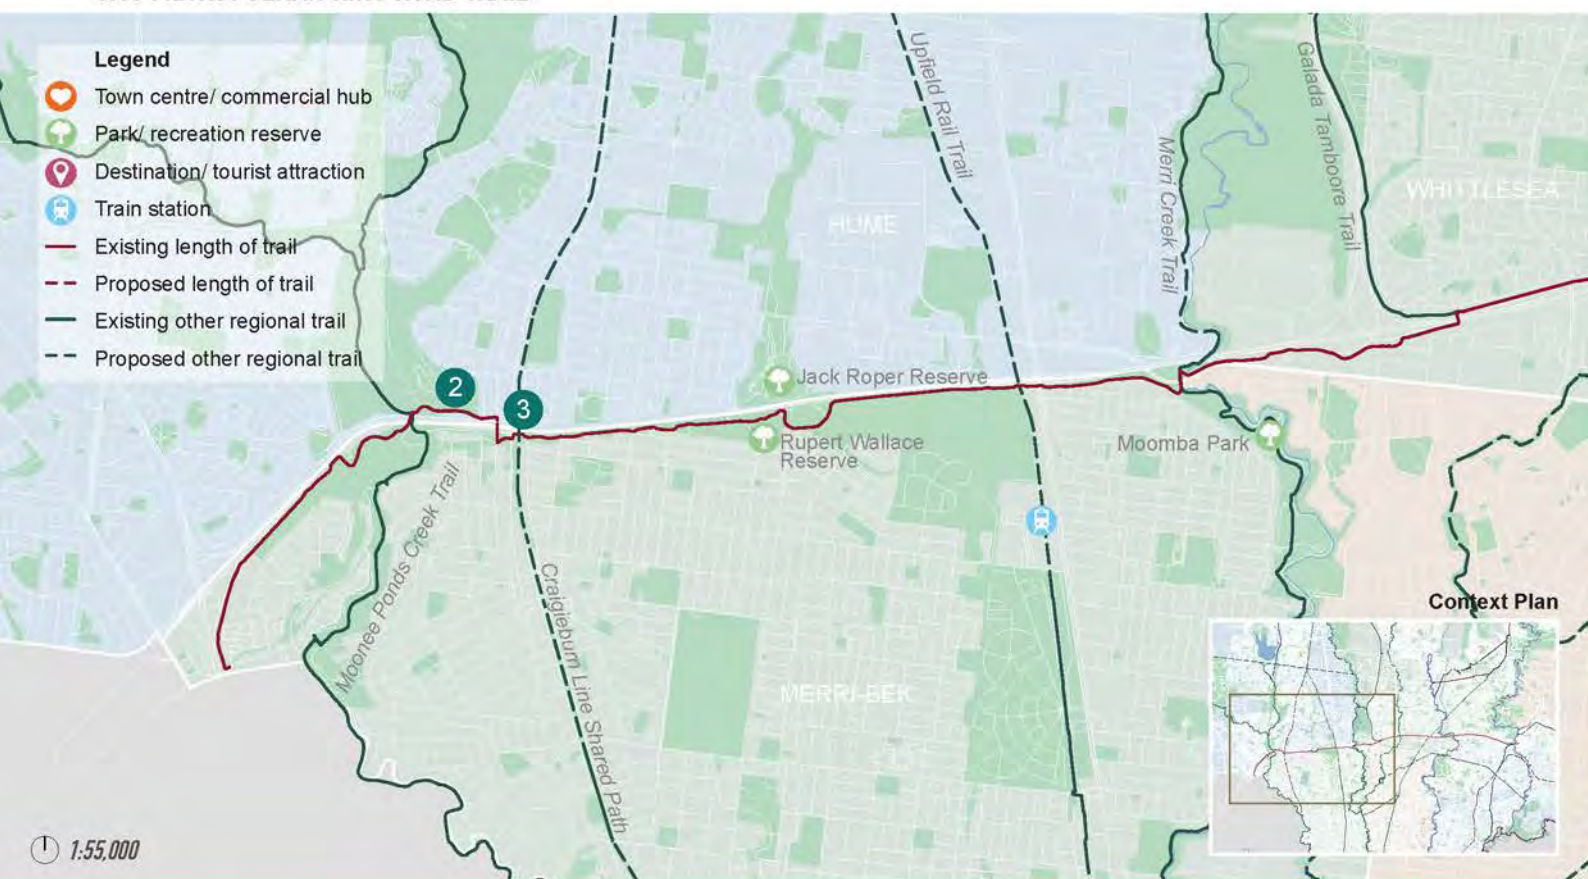 Legend
Town centre/ commercial hub
Park/ recreation reserve
Destination/ tourist attraction
Train station
Existing length of trail
Proposed length of trail
Existing other regional trail
Proposed other regional trail
Upfield Rail Trail
Merri Creek Trail
Galada Tamboore Trail
WHITTLESEA
HUME
2
3
Jack Roper Reserve
Rupert Wallace
Reserve
Moomba Park
Moonee Ponds Creek Trail
Craigieburn Line Shared Path
MERRI-BEK
Context Plan
1:55,000